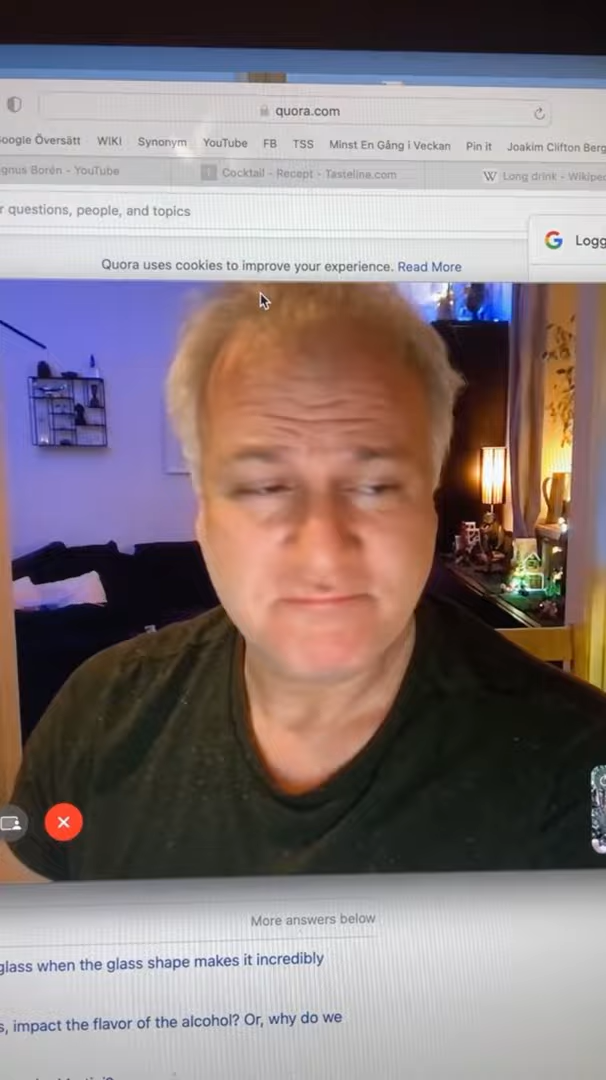 quora.com
oogle Översätt WIKI Synonym YouTube FB TSS Minst En Gång i Veckan Pin it Joakim Clifton Berg
gnus Borén - YouTube Cocktail - Recept - Tasteline.com W Long drink - Wikipe
r questions, people, and topics
G Logg
Quora uses cookies to improve your experience. Read More
More answers below
glass when the glass shape makes it incredibly
s, impact the flavor of the alcohol? Or, why do we